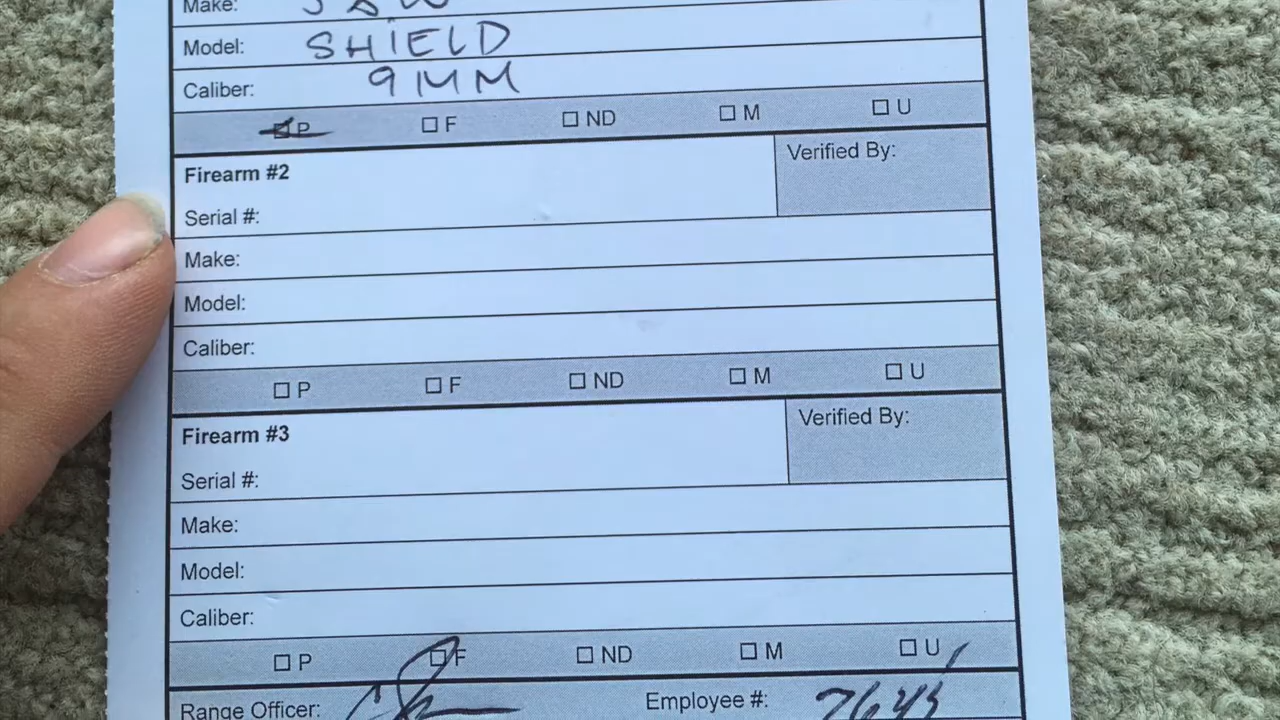 Make: S&W
Model: SHIELD
Caliber: 9MM
☑ P ☐ F ☐ ND ☐ M ☐ U
Firearm #2 Verified By:
Serial #:
Make:
Model:
Caliber:
☐ P ☐ F ☐ ND ☐ M ☐ U
Firearm #3 Verified By:
Serial #:
Make:
Model:
Caliber:
☐ P ☐ F ☐ ND ☐ M ☐ U
Range Officer: Employee #: